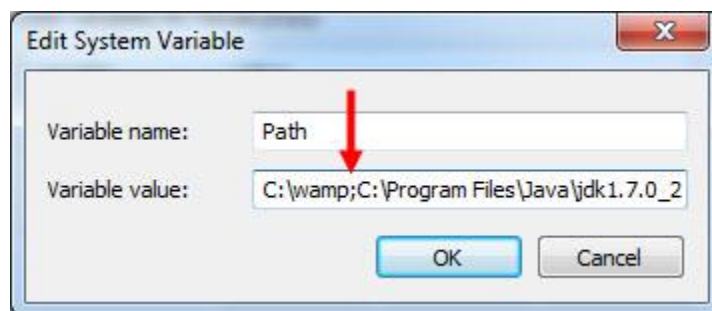 Edit System Variable
Variable name: Path
Variable value: C:\wamp;C:\Program Files\Java\jdk1.7.0_2
OK Cancel